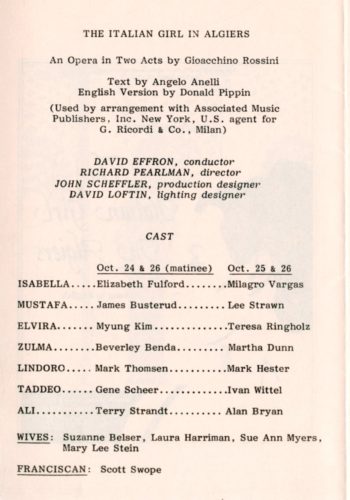 THE ITALIAN GIRL IN ALGIERS
An Opera in Two Acts by Gioacchino Rossini
Text by Angelo Anelli
English Version by Donald Pippin
(Used by arrangement with Associated Music
Publishers, Inc. New York, U.S. agent for
G. Ricordi & Co., Milan)
DAVID EFFRON, conductor
RICHARD PEARLMAN, director
JOHN SCHEFFLER, production designer
DAVID LOFTIN, lighting designer
CAST
Oct. 24 & 26 (matinee) Oct. 25 & 26
ISABELLA.....Elizabeth Fulford......Milagro Vargas
MUSTAFA.....James Busterud........Lee Strawn
ELVIRA.......Myung Kim............Teresa Ringholz
ZULMA.......Beverley Benda........Martha Dunn
LINDORO.....Mark Thomsen..........Mark Hester
TADDEO......Gene Scheer...........Ivan Wittel
ALI...........Terry Strandt.........Alan Bryan
WIVES: Suzanne Belser, Laura Harriman, Sue Ann Myers,
Mary Lee Stein
FRANCISCAN: Scott Swope